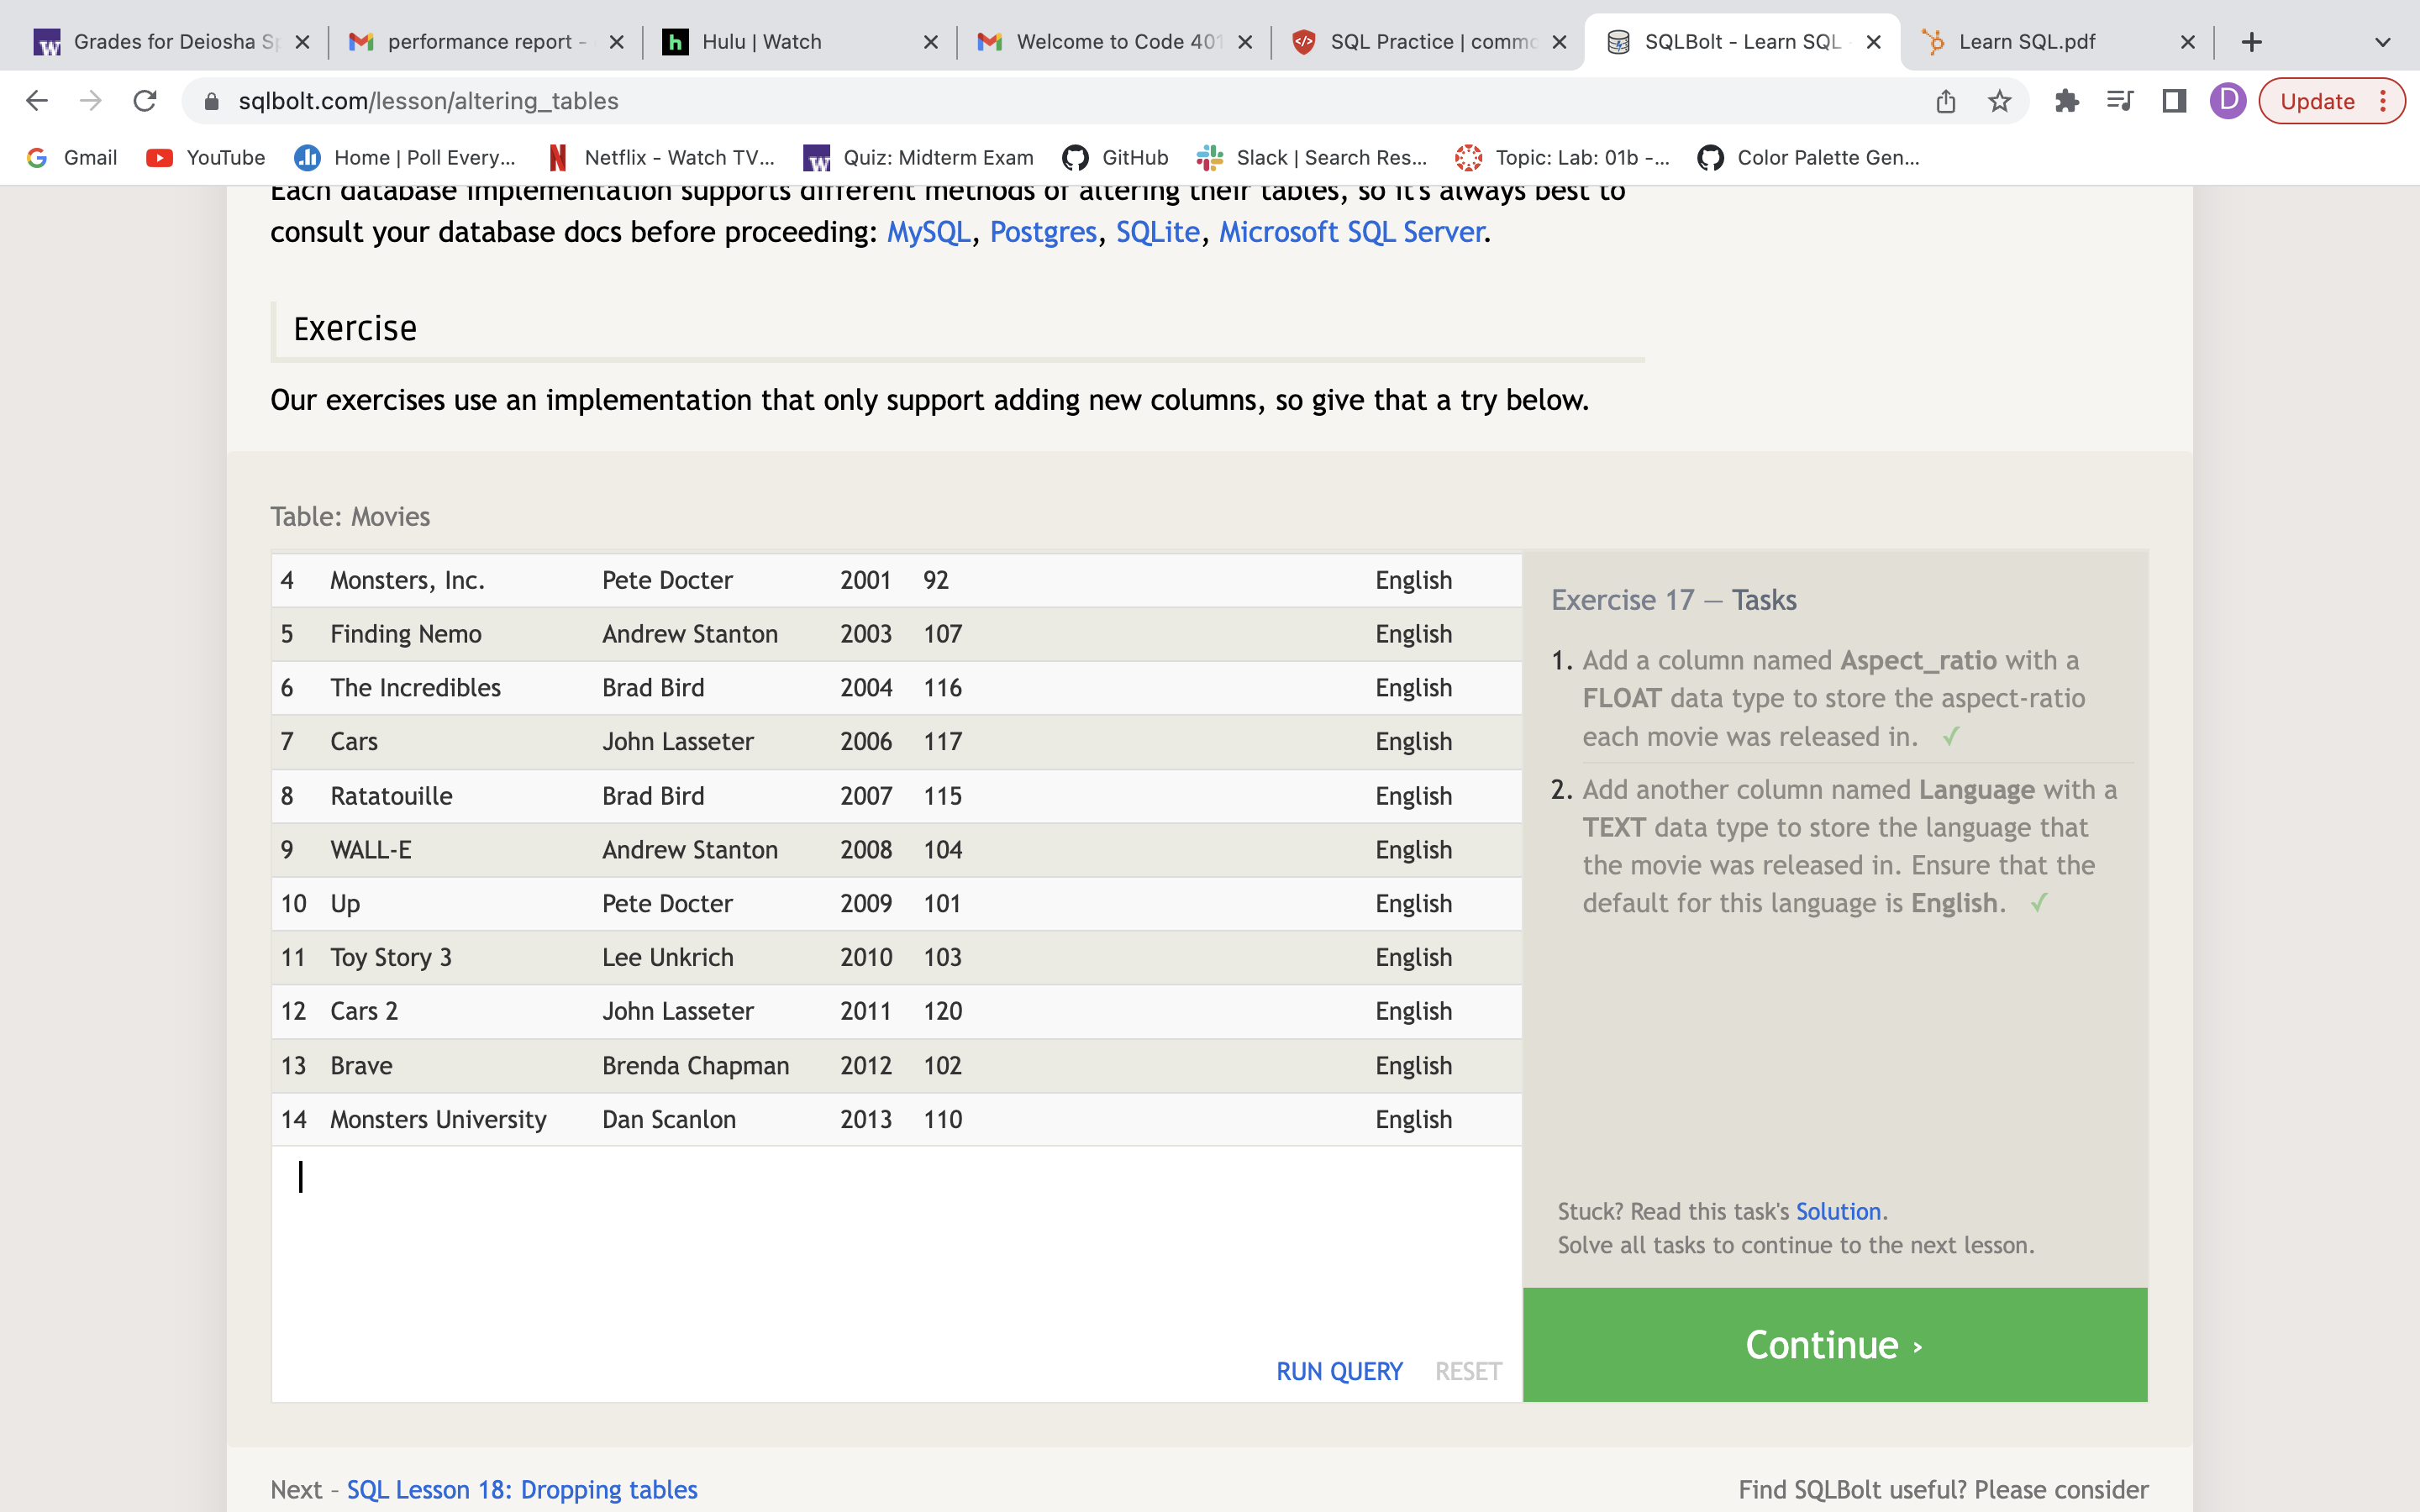 Grades for Deiosha Sp
performance report -
Hulu | Watch
Welcome to Code 401
SQL Practice | commo
SQLBolt - Learn SQL
Learn SQL.pdf
sqlbolt.com/lesson/altering_tables
D
Update
Gmail
YouTube
Home | Poll Every...
Netflix - Watch TV...
Quiz: Midterm Exam
GitHub
Slack | Search Res...
Topic: Lab: 01b -...
Color Palette Gen...
Each database implementation supports different methods of altering their tables, so it's always best to
consult your database docs before proceeding: MySQL, Postgres, SQLite, Microsoft SQL Server.
Exercise
Our exercises use an implementation that only support adding new columns, so give that a try below.
Table: Movies
4 Monsters, Inc. Pete Docter 2001 92 English
5 Finding Nemo Andrew Stanton 2003 107 English
6 The Incredibles Brad Bird 2004 116 English
7 Cars John Lasseter 2006 117 English
8 Ratatouille Brad Bird 2007 115 English
9 WALL-E Andrew Stanton 2008 104 English
10 Up Pete Docter 2009 101 English
11 Toy Story 3 Lee Unkrich 2010 103 English
12 Cars 2 John Lasseter 2011 120 English
13 Brave Brenda Chapman 2012 102 English
14 Monsters University Dan Scanlon 2013 110 English
RUN QUERY RESET
Exercise 17 — Tasks
1. Add a column named Aspect_ratio with a
FLOAT data type to store the aspect-ratio
each movie was released in. ✓
2. Add another column named Language with a
TEXT data type to store the language that
the movie was released in. Ensure that the
default for this language is English. ✓
Stuck? Read this task's Solution.
Solve all tasks to continue to the next lesson.
Continue ›
Next – SQL Lesson 18: Dropping tables
Find SQLBolt useful? Please consider